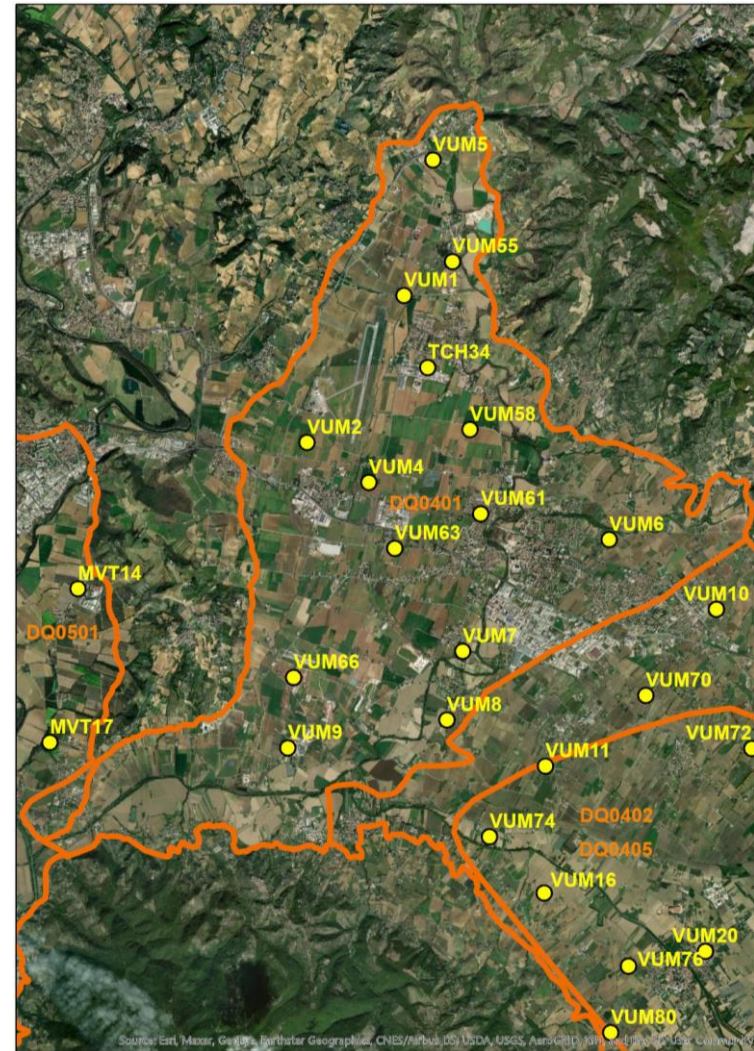 VUM5
VUM55
VUM1
TCH34
VUM58
VUM2
VUM4
DQ0401
VUM61
VUM63
VUM6
MVT14
VUM10
DQ0501
VUM7
VUM66
VUM70
VUM8
MVT17
VUM9
VUM72
VUM11
DQ0402
VUM74
DQ0405
VUM16
VUM20
VUM76
VUM80
Source: Esri, Maxar, Earthstar Geographics, CNES/Airbus DS, USDA, USGS, AeroGRID, IGN, and the GIS User